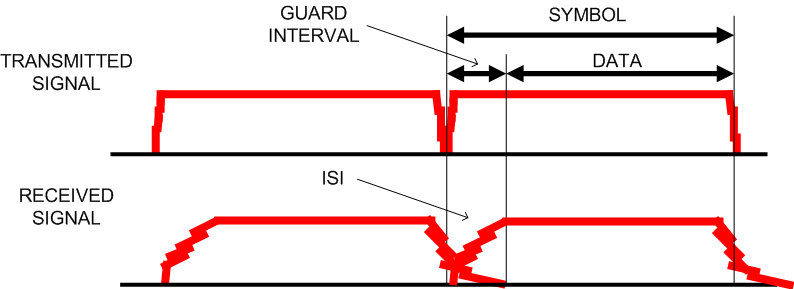 GUARD
INTERVAL
SYMBOL
TRANSMITTED
SIGNAL
DATA
RECEIVED
SIGNAL
ISI